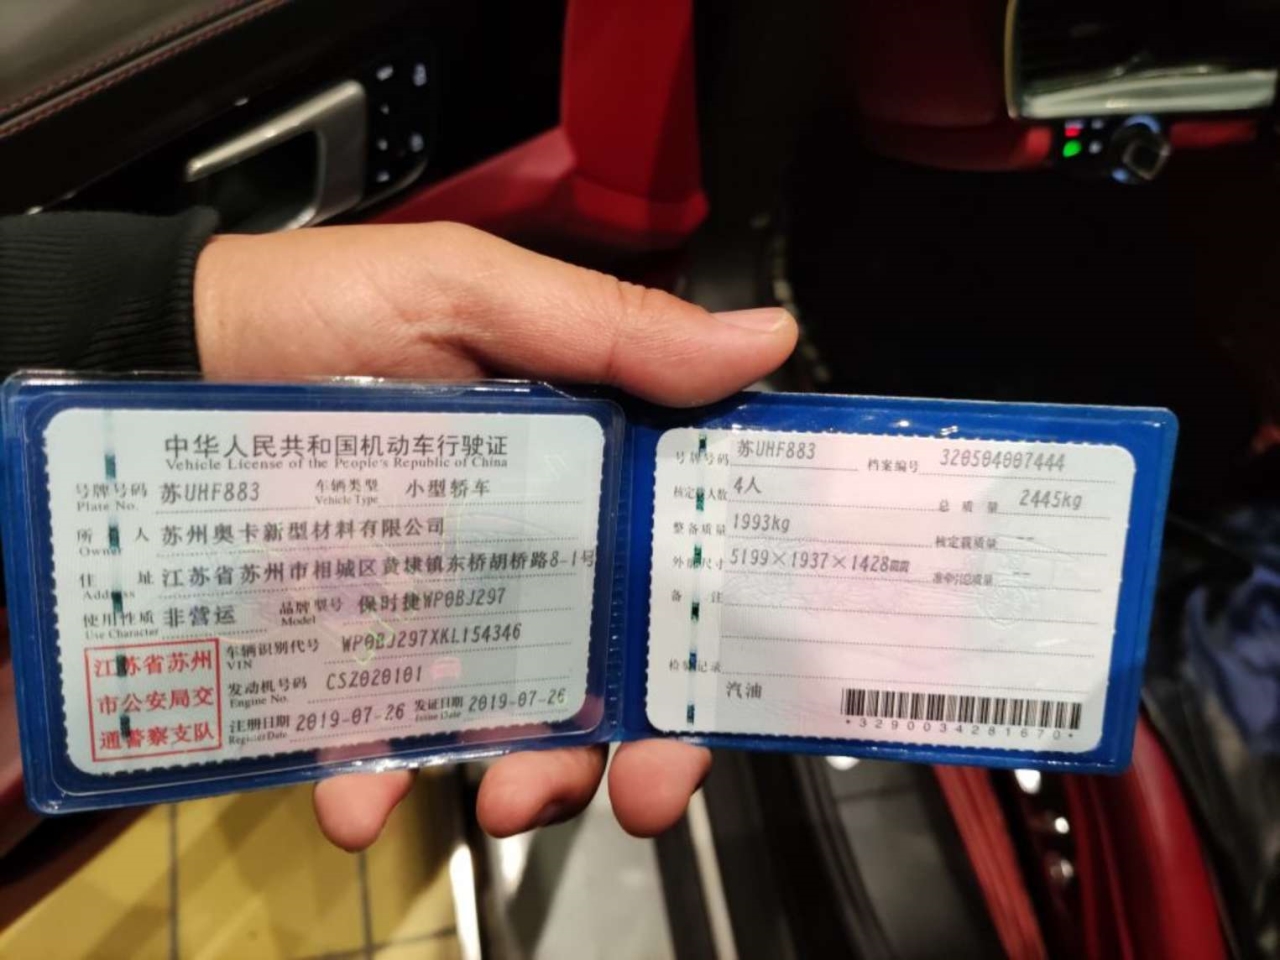 中华人民共和国机动车行驶证
Vehicle License of the People's Republic of China
号牌号码 苏UHF883 车辆类型 小型轿车
Plate No. Vehicle Type
所 人 苏州奥卡新型材料有限公司
Owner
住 址 江苏省苏州市相城区黄埭镇东桥胡桥路8-1号
Address
使用性质 非营运 品牌型号 保时捷WP0BJ297
Use Character Model
江苏省苏州
市公安局交
通警察支队
车辆识别代号 WP0BJ297XKL154346
VIN
发动机号码 CSZ020101
Engine No.
注册日期 2019-07-26 发证日期 2019-07-26
Register Date Issue Date
号牌号码 苏UHF883 档案编号 320504007444
核定 人数 4人 总 质 量 2445kg
整备质量 1993kg 核定载质量 --
外廓尺寸 5199×1937×1428mm 准牵引总质量 --
备 注
检验记录
汽油
*3290034281670*